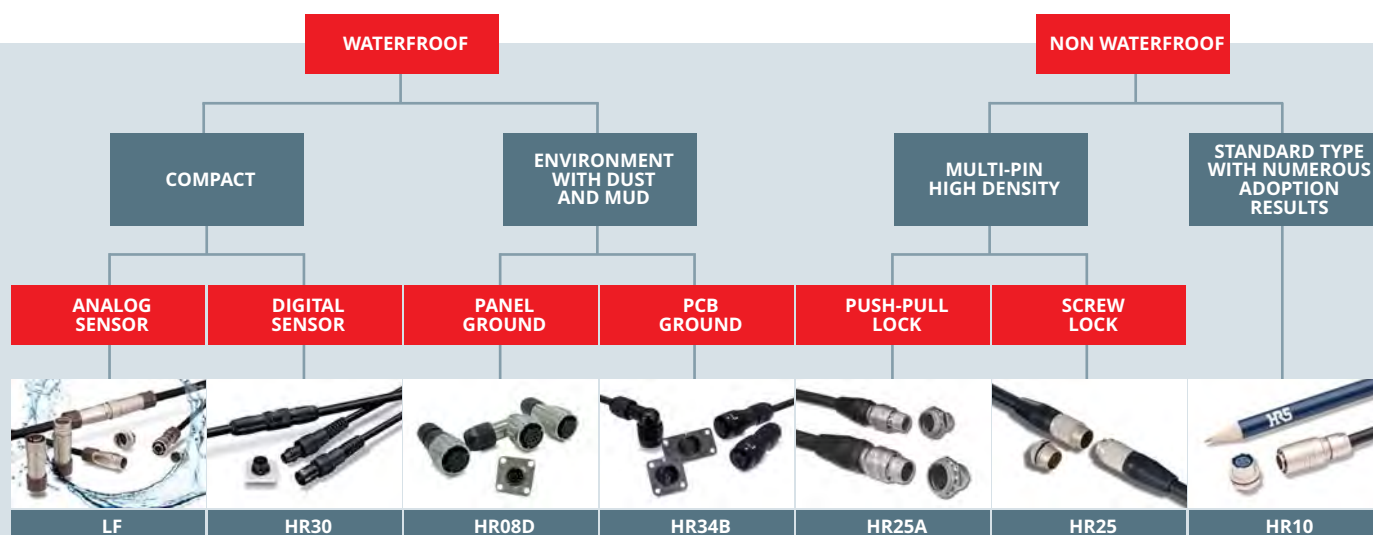 WATERFROOF
NON WATERFROOF
COMPACT
ENVIRONMENT
WITH DUST
AND MUD
MULTI-PIN
HIGH DENSITY
STANDARD TYPE
WITH NUMEROUS
ADOPTION
RESULTS
ANALOG
SENSOR
DIGITAL
SENSOR
PANEL
GROUND
PCB
GROUND
PUSH-PULL
LOCK
SCREW
LOCK
HRS
LF
HR30
HR08D
HR34B
HR25A
HR25
HR10